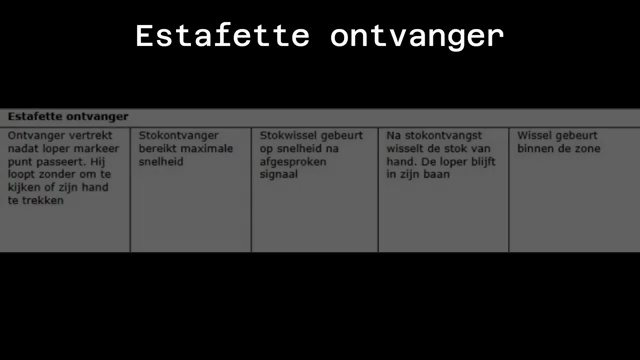 Estafette ontvanger
Estafette ontvanger
Ontvanger vertrekt
nadat loper markeer
punt passeert. Hij
loopt zonder om te
kijken of zijn hand
te trekken
Stokontvanger
bereikt maximale
snelheid
Stokwissel gebeurt
op snelheid na
afgesproken
signaal
Na stokontvangst
wisselt de stok van
hand. De loper blijft
in zijn baan
Wissel gebeurt
binnen de zone